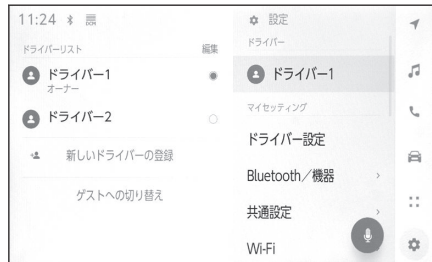 11:24
ドライバーリスト
編集
ドライバー1
オーナー
ドライバー2
新しいドライバーの登録
ゲストへの切り替え
設定
ドライバー
ドライバー1
マイセッティング
ドライバー設定
Bluetooth／機器
共通設定
Wi-Fi